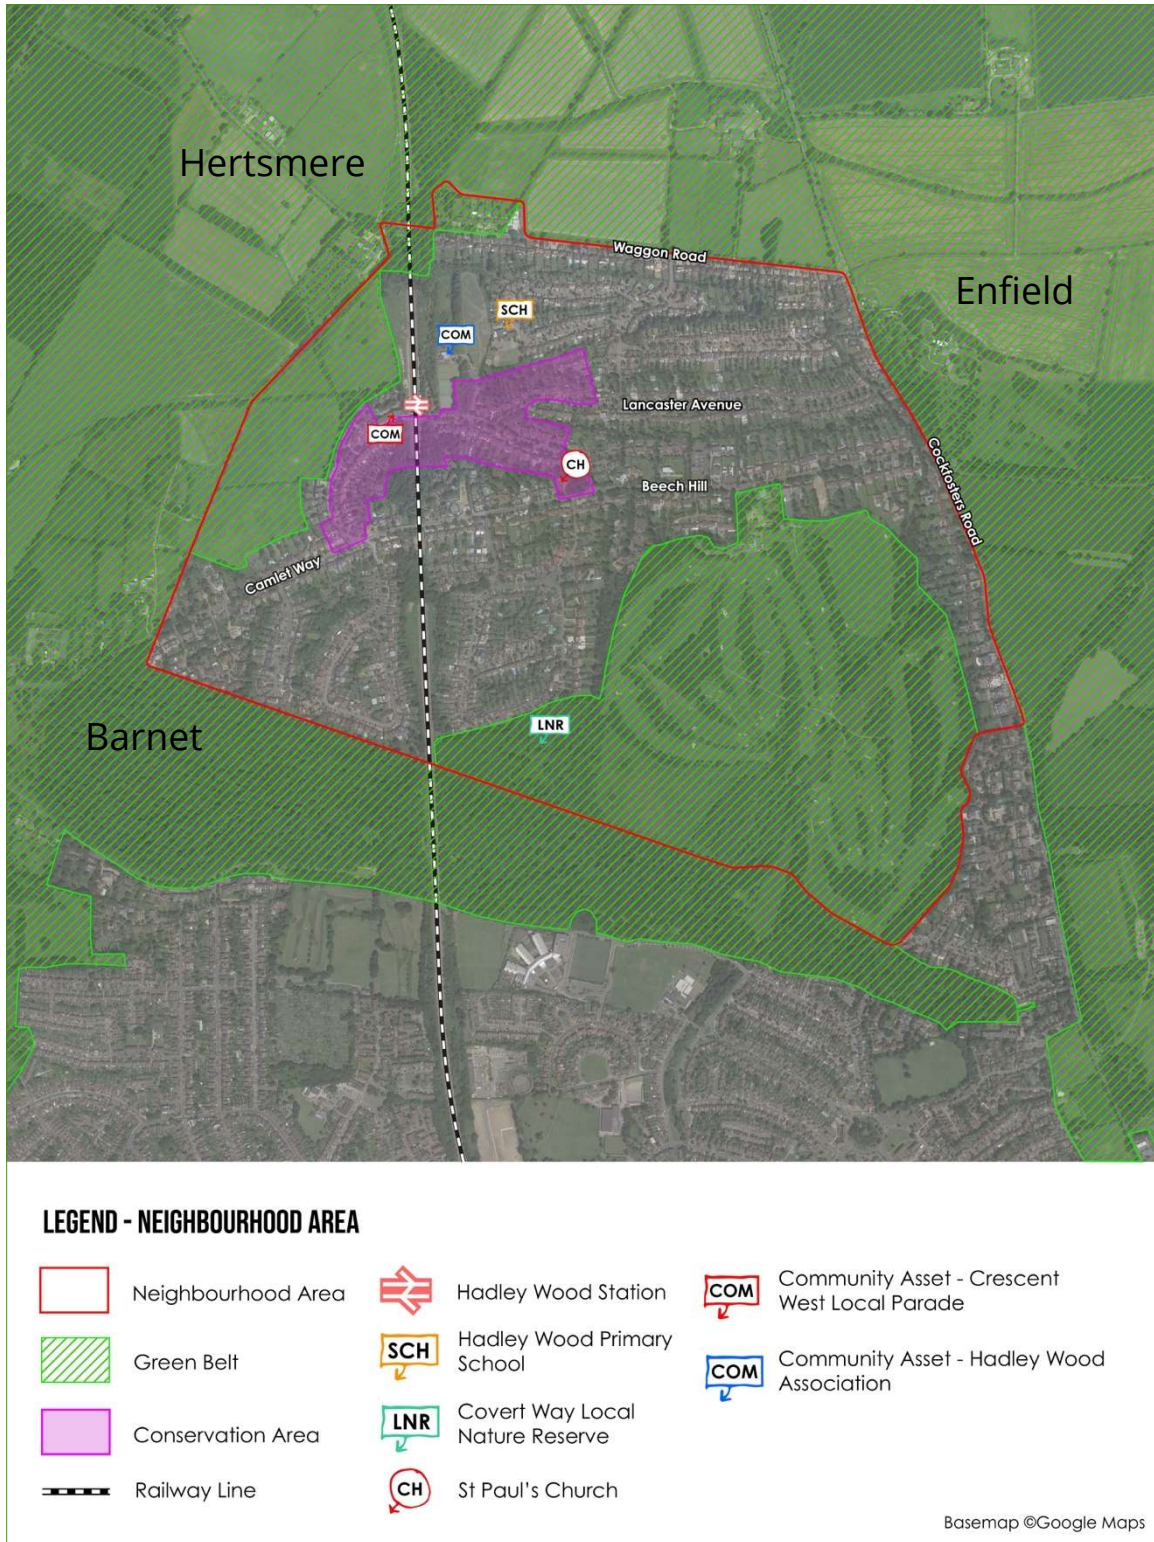 Hertsmere
Waggon Road
Enfield
SCH
COM
Lancaster Avenue
COM
CH
Beech Hill
Cockfosters Road
Camlet Way
Barnet
LNR
LEGEND - NEIGHBOURHOOD AREA
Neighbourhood Area
Green Belt
Conservation Area
Railway Line
Hadley Wood Station
SCH
Hadley Wood Primary
School
LNR
Covert Way Local
Nature Reserve
CH
St Paul's Church
COM
Community Asset - Crescent
West Local Parade
COM
Community Asset - Hadley Wood
Association
Basemap ©Google Maps